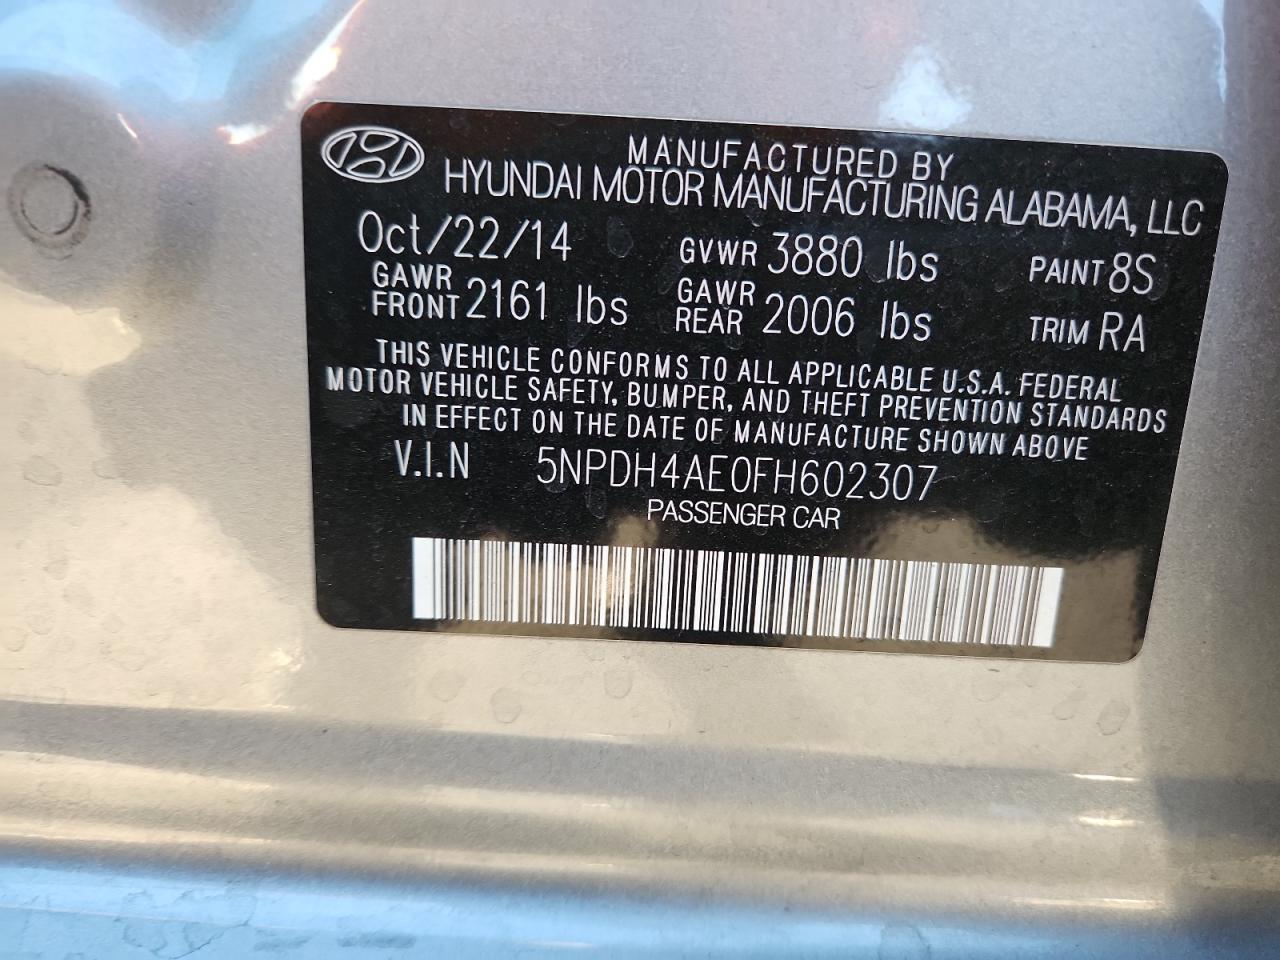 MANUFACTURED BY
HYUNDAI MOTOR MANUFACTURING ALABAMA, LLC
Oct/22/14 GVWR 3880 lbs PAINT 8S
GAWR FRONT 2161 lbs GAWR REAR 2006 lbs TRIM RA
THIS VEHICLE CONFORMS TO ALL APPLICABLE U.S.A. FEDERAL
MOTOR VEHICLE SAFETY, BUMPER, AND THEFT PREVENTION STANDARDS
IN EFFECT ON THE DATE OF MANUFACTURE SHOWN ABOVE
V.I.N 5NPDH4AE0FH602307
PASSENGER CAR